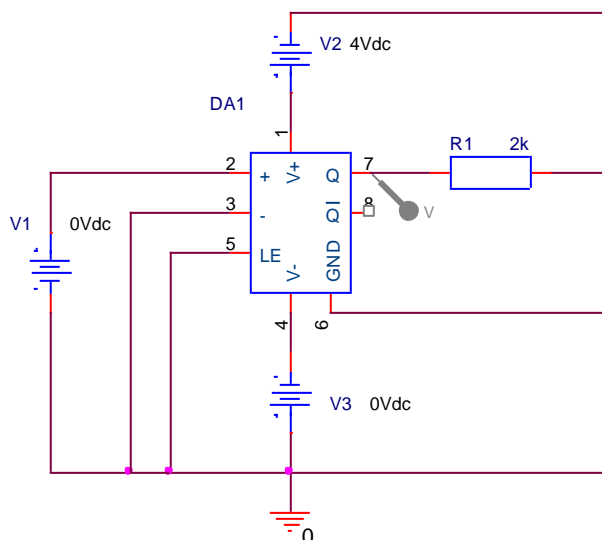 V2 4Vdc
DA1
1
R1 2k
2
+
V+
Q
7
3
-
QI
8
V
V1 0Vdc
5
LE
V-
GND
4
6
V3 0Vdc
0